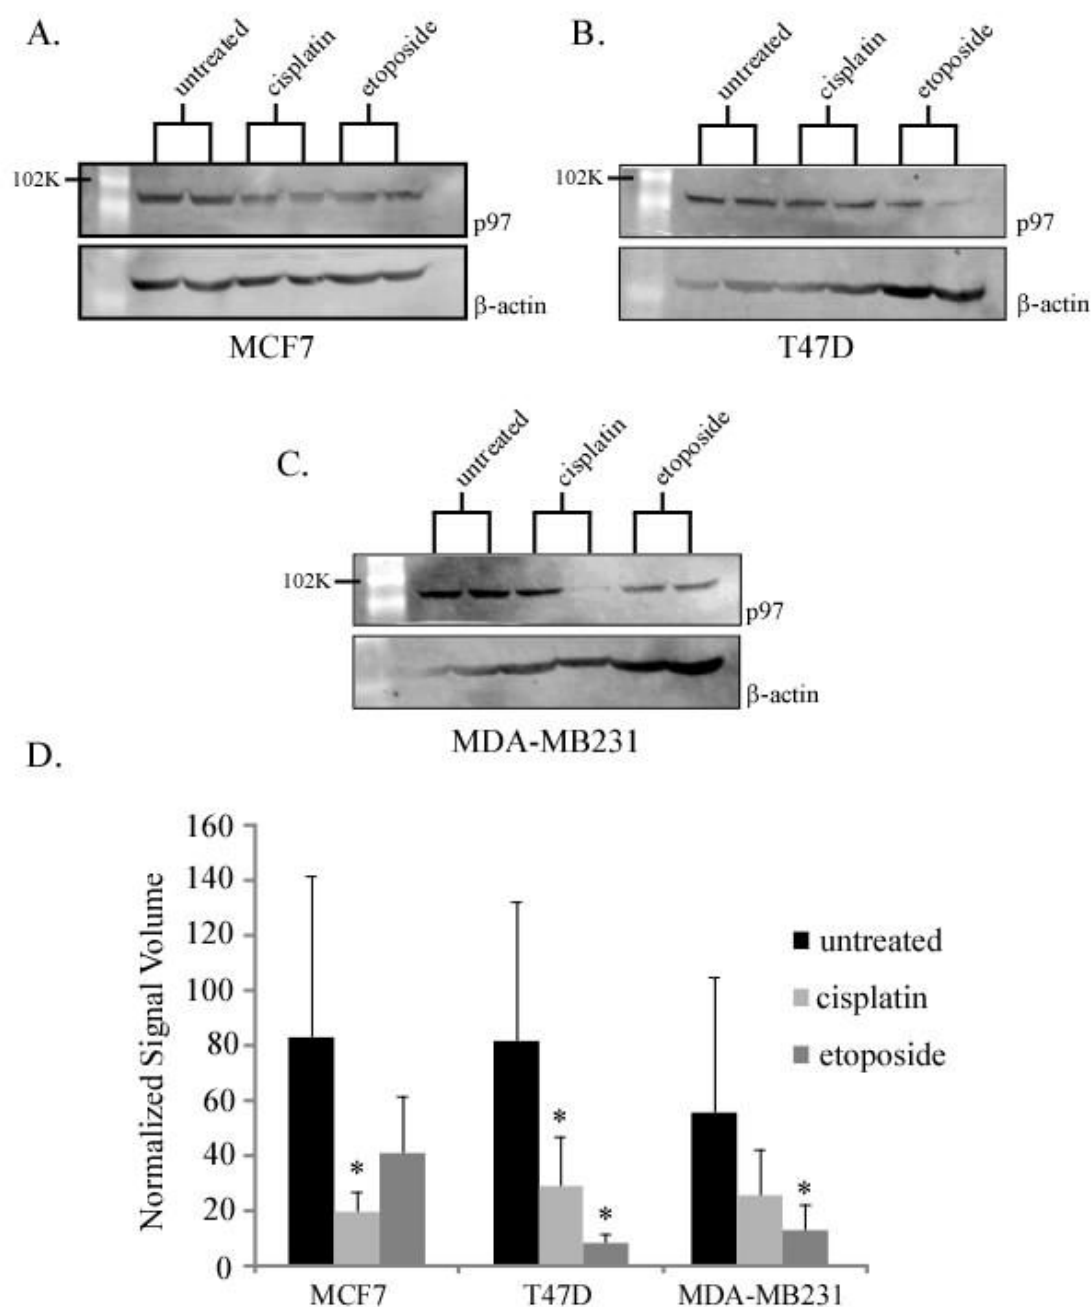 A.
untreated
cisplatin
etoposide
102K
p97
β-actin
MCF7
B.
untreated
cisplatin
etoposide
102K
p97
β-actin
T47D
C.
untreated
cisplatin
etoposide
102K
p97
β-actin
MDA-MB231
D.
Normalized Signal Volume
160
140
120
100
80
60
40
20
0
*
*
*
*
untreated
cisplatin
etoposide
MCF7
T47D
MDA-MB231